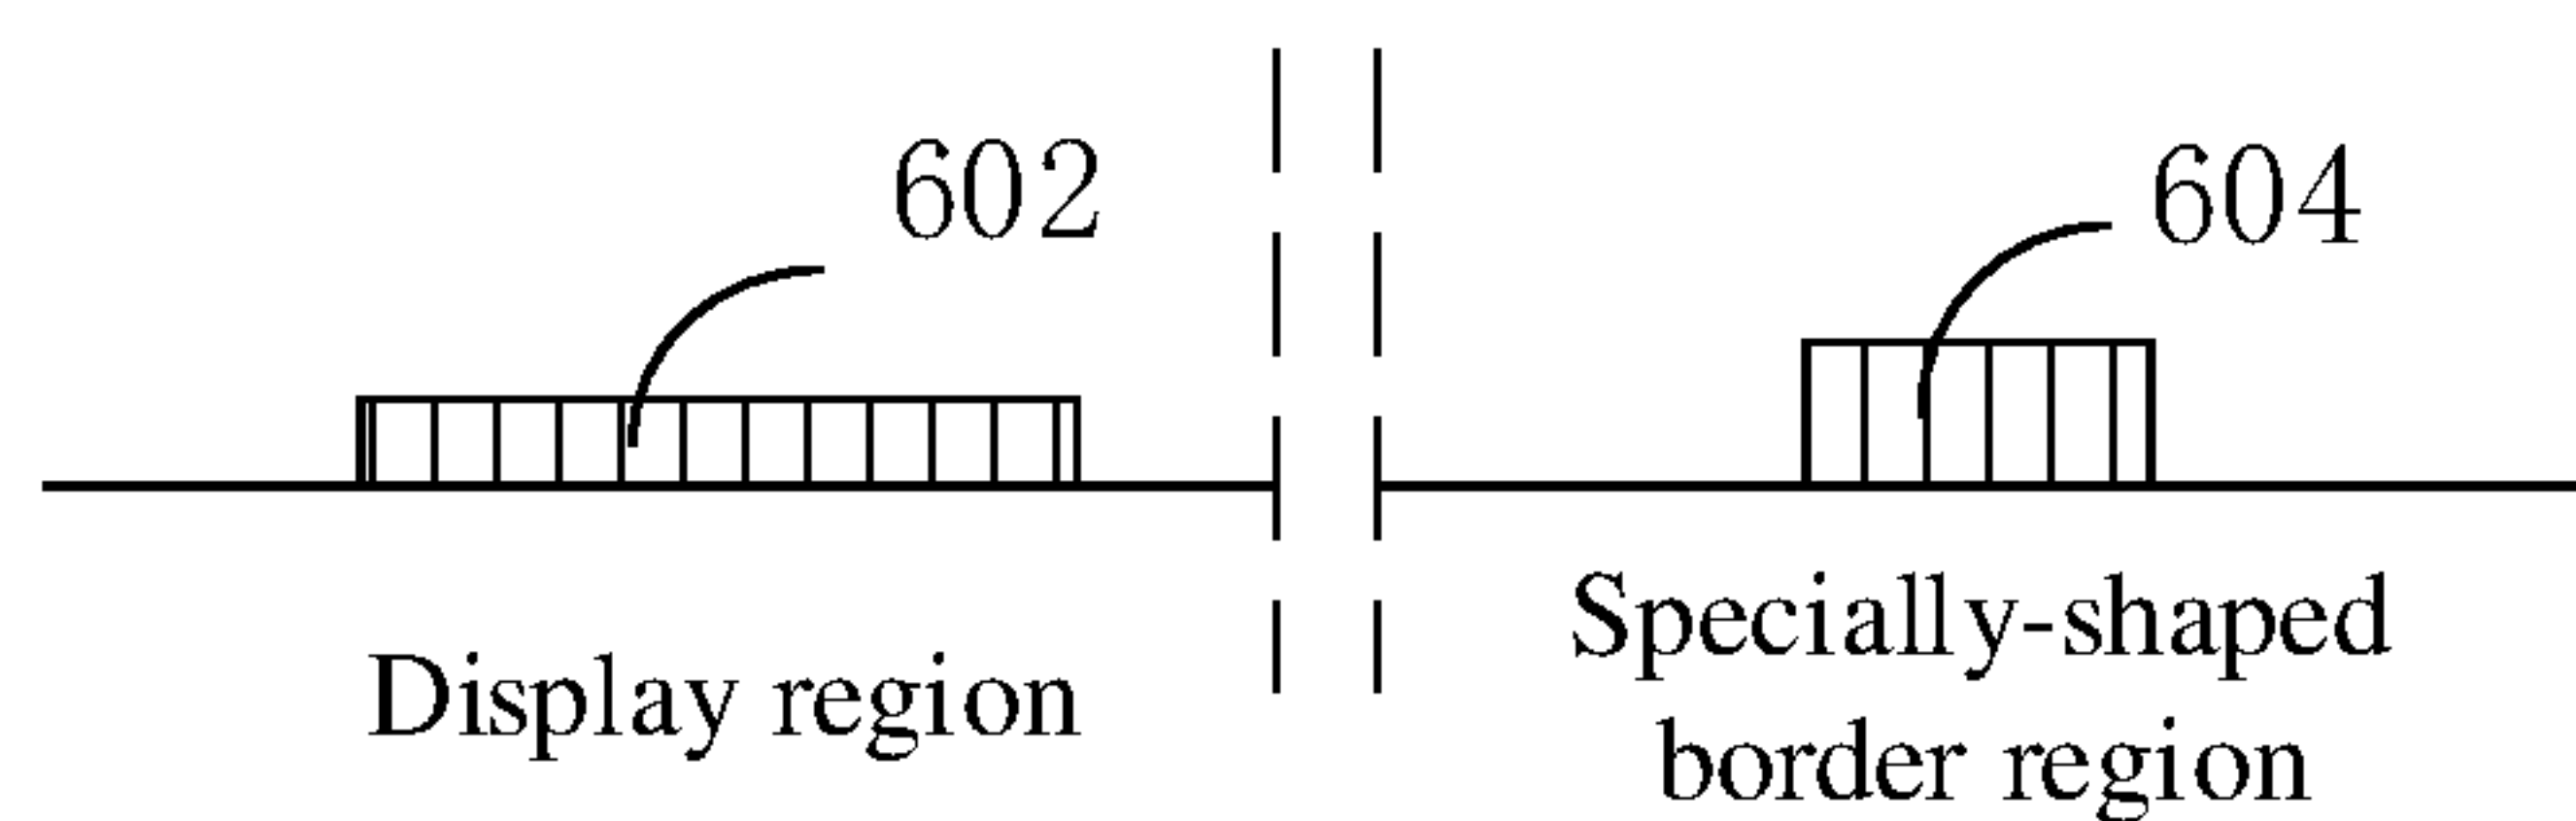 602
604
Display region
Specially-shaped
border region